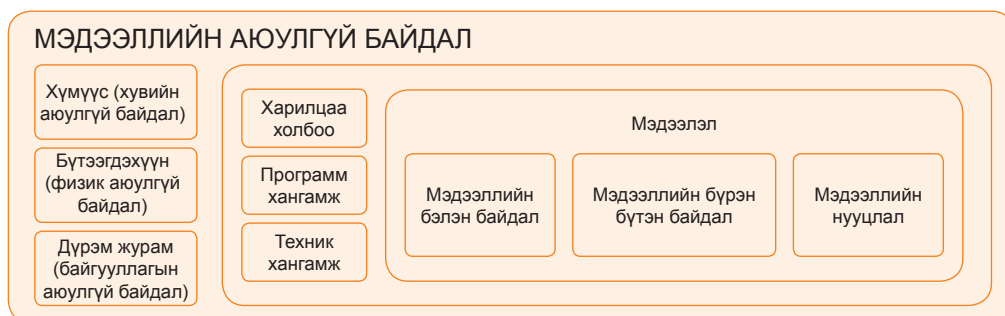 МЭДЭЭЛЛИЙН АЮУЛГҮЙ БАЙДАЛ
Хүмүүс (хувийн
аюулгүй байдал)
Бүтээгдэхүүн
(физик аюулгүй
байдал)
Дүрэм журам
(байгууллагын
аюулгүй байдал)
Харилцаа
холбоо
Программ
хангамж
Техник
хангамж
Мэдээлэл
Мэдээллийн
бэлэн байдал
Мэдээллийн бүрэн
бүтэн байдал
Мэдээллийн
нууцлал